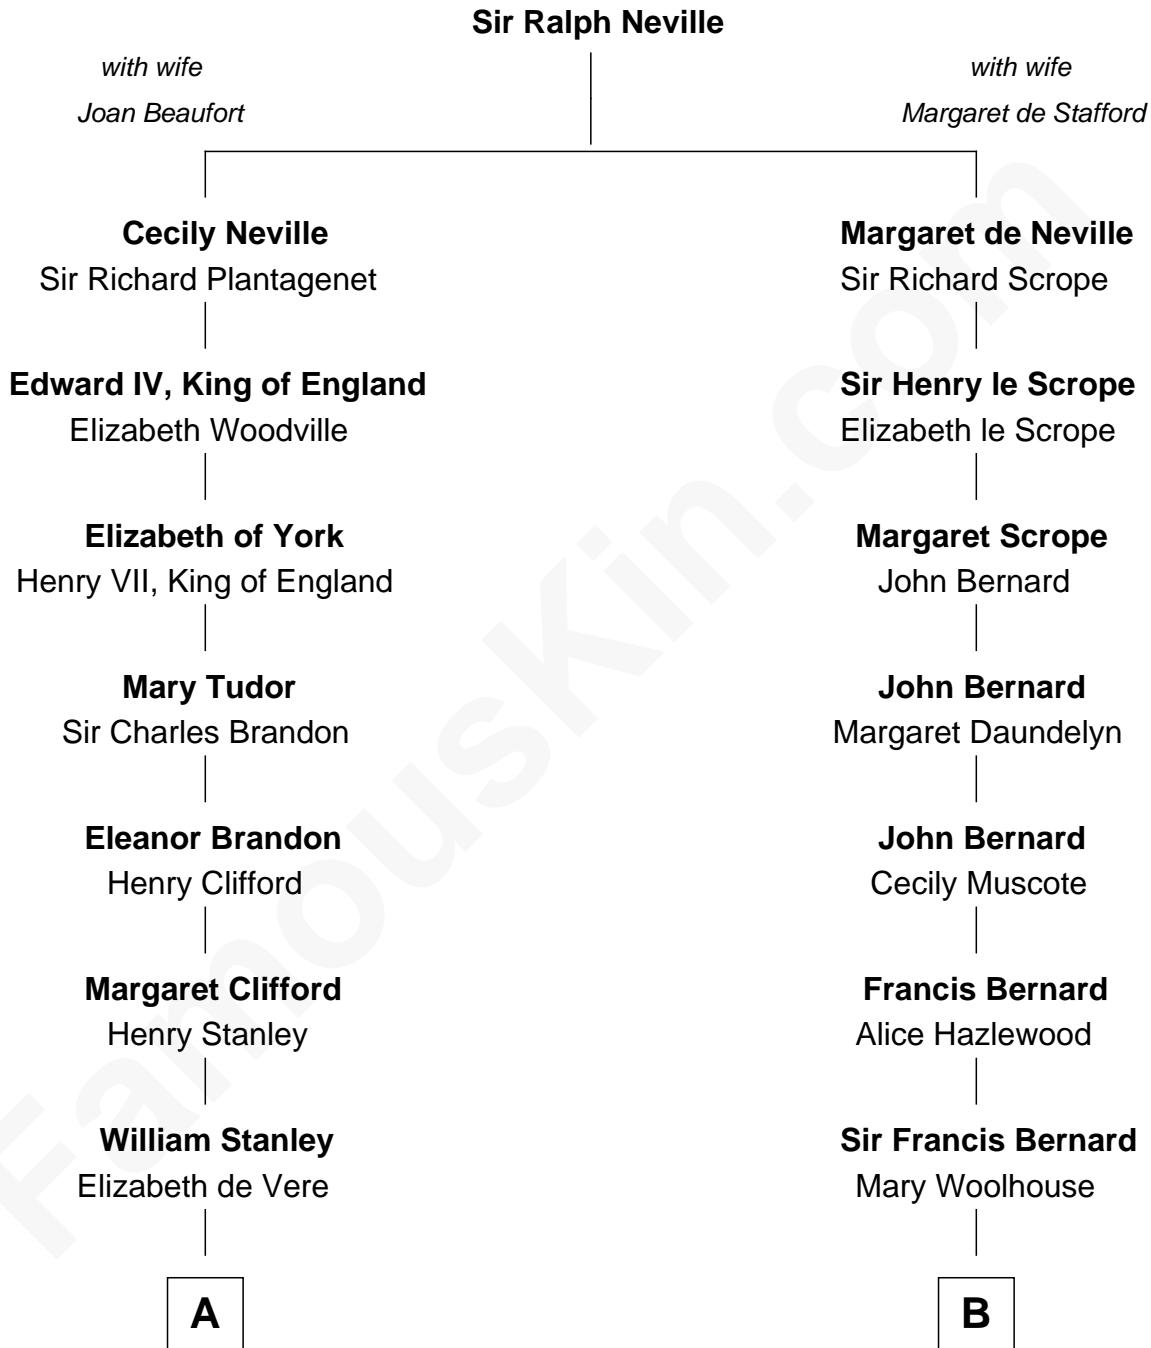 Sir Ralph Neville
with wife
Joan Beaufort
with wife
Margaret de Stafford
Cecily Neville
Sir Richard Plantagenet
Margaret de Neville
Sir Richard Scrope
Edward IV, King of England
Elizabeth Woodville
Sir Henry le Scrope
Elizabeth le Scrope
Elizabeth of York
Henry VII, King of England
Margaret Scrope
John Bernard
Mary Tudor
Sir Charles Brandon
John Bernard
Margaret Daundelyn
Eleanor Brandon
Henry Clifford
John Bernard
Cecily Muscote
Margaret Clifford
Henry Stanley
Francis Bernard
Alice Hazlewood
William Stanley
Elizabeth de Vere
Sir Francis Bernard
Mary Woolhouse
A
B
FamousKin.com